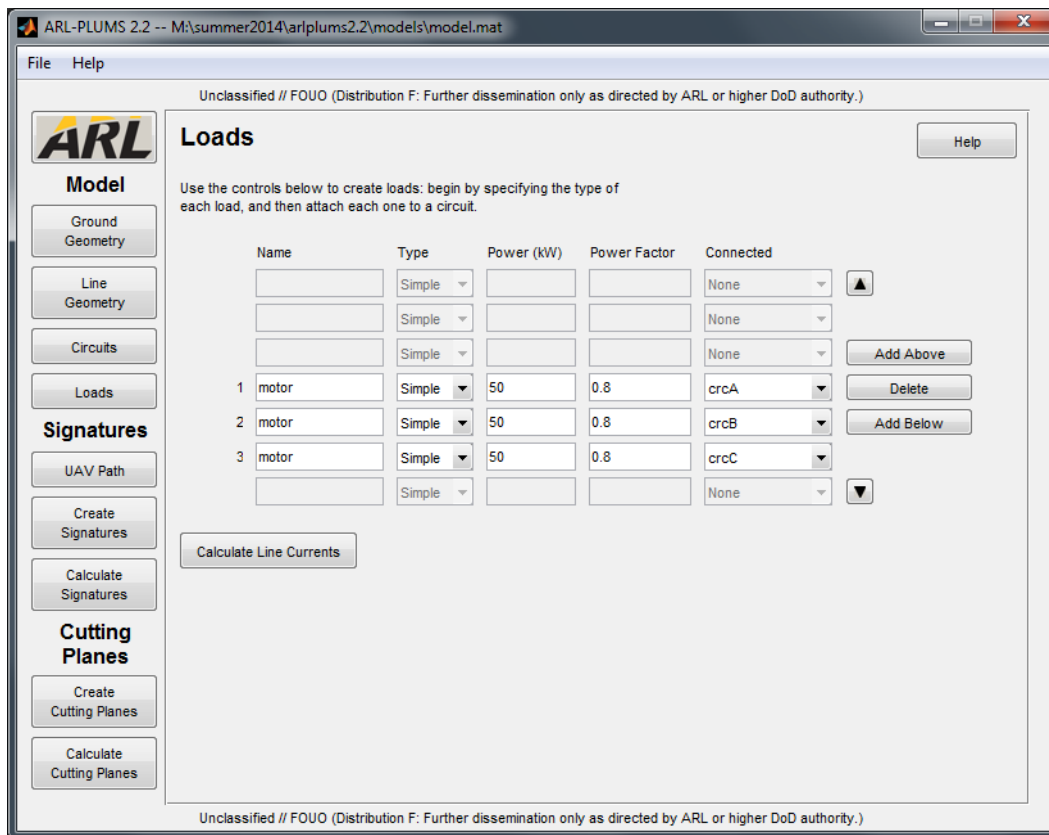 ARL-PLUMS 2.2 -- M:\summer2014\arlplums2.2\models\model.mat
File Help
Unclassified // FOUO (Distribution F: Further dissemination only as directed by ARL or higher DoD authority.)
ARL
Model
Ground
Geometry
Line
Geometry
Circuits
Loads
Signatures
UAV Path
Create
Signatures
Calculate
Signatures
Cutting
Planes
Create
Cutting Planes
Calculate
Cutting Planes
Loads
Help
Use the controls below to create loads: begin by specifying the type of
each load, and then attach each one to a circuit.
Name Type Power (kW) Power Factor Connected
Simple None
Simple None
Simple None Add Above
1 motor Simple 50 0.8 crcA Delete
2 motor Simple 50 0.8 crcB Add Below
3 motor Simple 50 0.8 crcC
Simple None
Calculate Line Currents
Unclassified // FOUO (Distribution F: Further dissemination only as directed by ARL or higher DoD authority.)